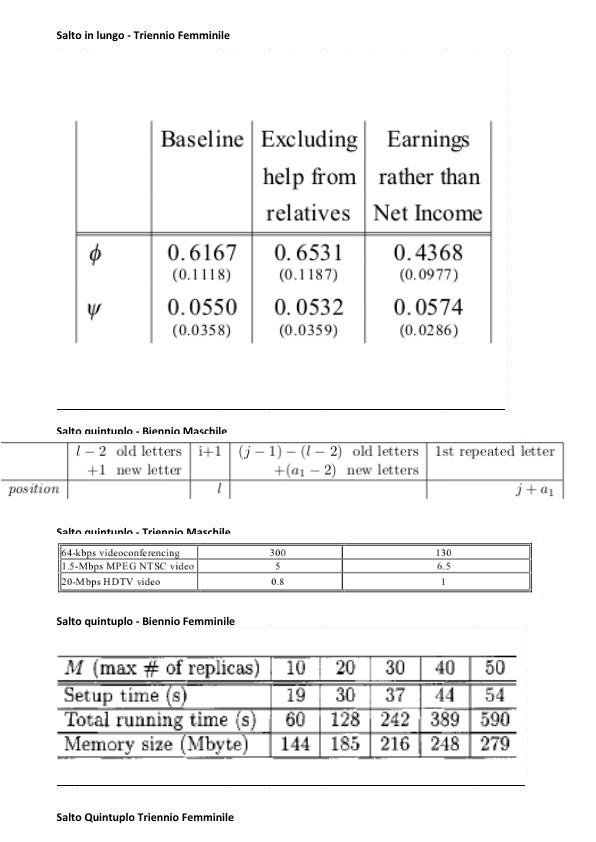 Salto in lungo - Triennio Femminile
Baseline Excluding Earnings
help from rather than
relatives Net Income
ϕ 0.6167 0.6531 0.4368
(0.1118) (0.1187) (0.0977)
ψ 0.0550 0.0532 0.0574
(0.0358) (0.0359) (0.0286)
Salto quintuplo - Biennio Maschile
l − 2 old letters i+1 (j − 1) − (l − 2) old letters 1st repeated letter
+1 new letter +(a₁ − 2) new letters
position l j + a₁
Salto quintuplo - Triennio Maschile
64-kbps videoconferencing 300 130
1.5-Mbps MPEG NTSC video 5 6.5
20-Mbps HDTV video 0.8 1
Salto quintuplo - Biennio Femminile
M (max # of replicas) 10 20 30 40 50
Setup time (s) 19 30 37 44 54
Total running time (s) 60 128 242 389 590
Memory size (Mbyte) 144 185 216 248 279
Salto Quintuplo Triennio Femminile